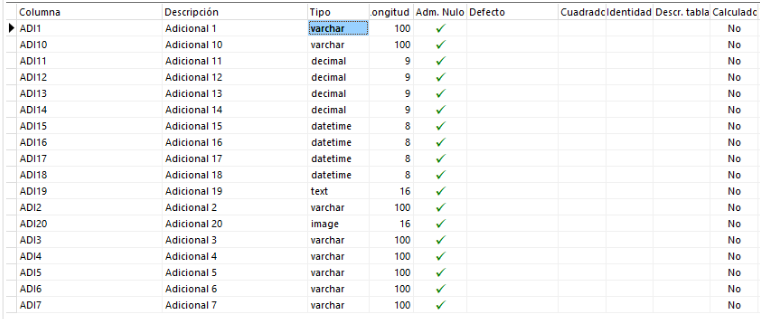 Columna Descripción Tipo .ongitud Adm. Nulo Defecto Cuadradc Identidad Descr. tabla Calculadc
ADI1 Adicional 1 varchar 100 ✓ No
ADI10 Adicional 10 varchar 100 ✓ No
ADI11 Adicional 11 decimal 9 ✓ No
ADI12 Adicional 12 decimal 9 ✓ No
ADI13 Adicional 13 decimal 9 ✓ No
ADI14 Adicional 14 decimal 9 ✓ No
ADI15 Adicional 15 datetime 8 ✓ No
ADI16 Adicional 16 datetime 8 ✓ No
ADI17 Adicional 17 datetime 8 ✓ No
ADI18 Adicional 18 datetime 8 ✓ No
ADI19 Adicional 19 text 16 ✓ No
ADI2 Adicional 2 varchar 100 ✓ No
ADI20 Adicional 20 image 16 ✓ No
ADI3 Adicional 3 varchar 100 ✓ No
ADI4 Adicional 4 varchar 100 ✓ No
ADI5 Adicional 5 varchar 100 ✓ No
ADI6 Adicional 6 varchar 100 ✓ No
ADI7 Adicional 7 varchar 100 ✓ No